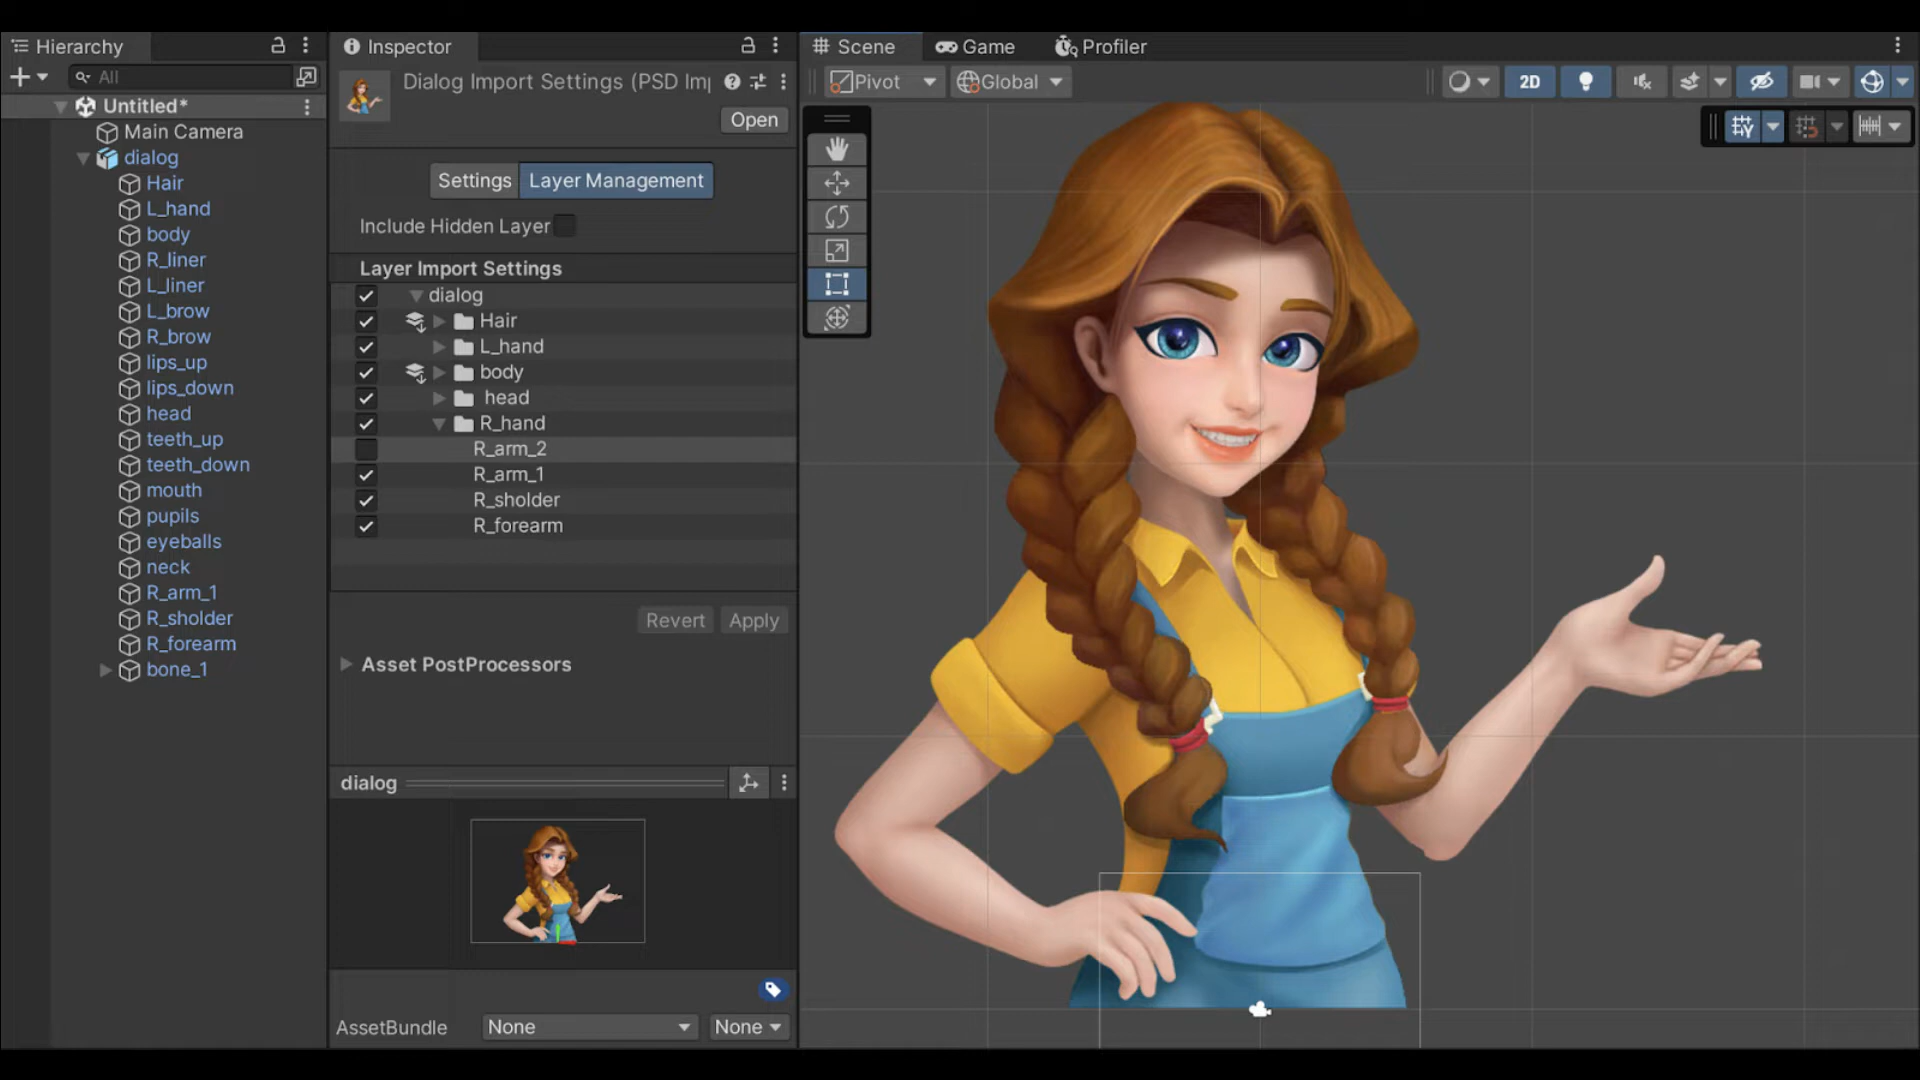 Hierarchy
All
Untitled*
Main Camera
dialog
Hair
L_hand
body
R_liner
L_liner
L_brow
R_brow
lips_up
lips_down
head
teeth_up
teeth_down
mouth
pupils
eyeballs
neck
R_arm_1
R_sholder
R_forearm
bone_1
Inspector
Dialog Import Settings (PSD Imp
Open
Settings
Layer Management
Include Hidden Layer
Layer Import Settings
dialog
Hair
L_hand
body
head
R_hand
R_arm_2
R_arm_1
R_sholder
R_forearm
Revert
Apply
Asset PostProcessors
dialog
AssetBundle
None
None
Scene
Game
Profiler
Pivot
Global
2D